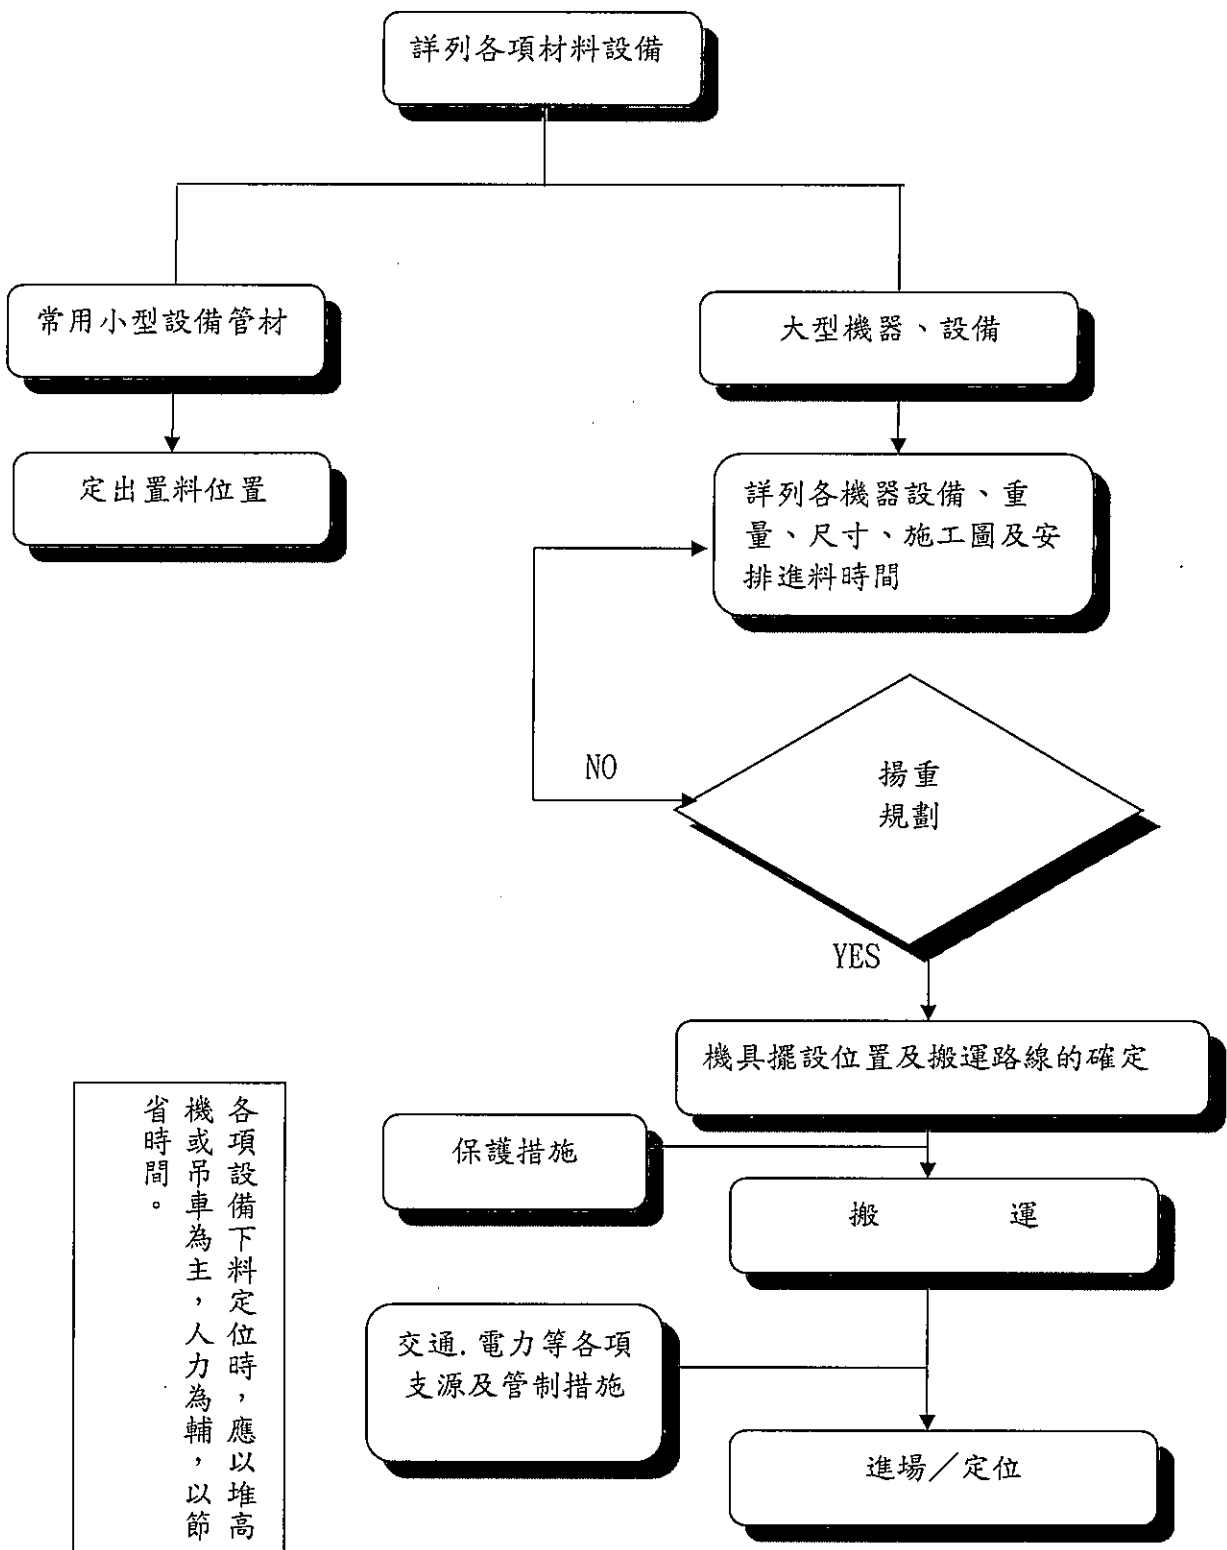 詳列各項材料設備
常用小型設備管材
大型機器、設備
定出置料位置
詳列各機器設備、重
量、尺寸、施工圖及安
排進料時間
NO
揚重
規劃
YES
機具擺設位置及搬運路線的確定
保護措施
搬 運
交通.電力等各項
支源及管制措施
進場／定位
各項設備下料定位時，應以堆高
機或吊車為主，人力為輔，以節
省時間。